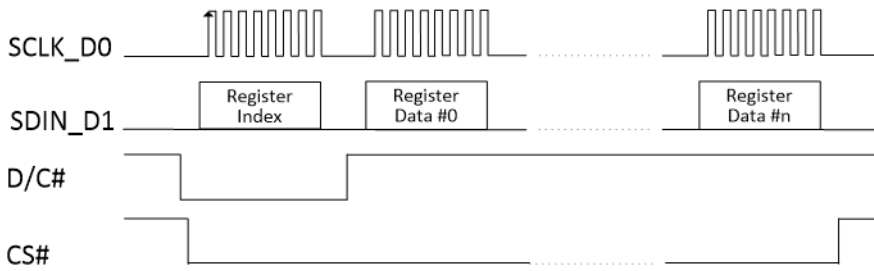 SCLK_D0
SDIN_D1
Register
Index
Register
Data #0
Register
Data #n
D/C#
CS#